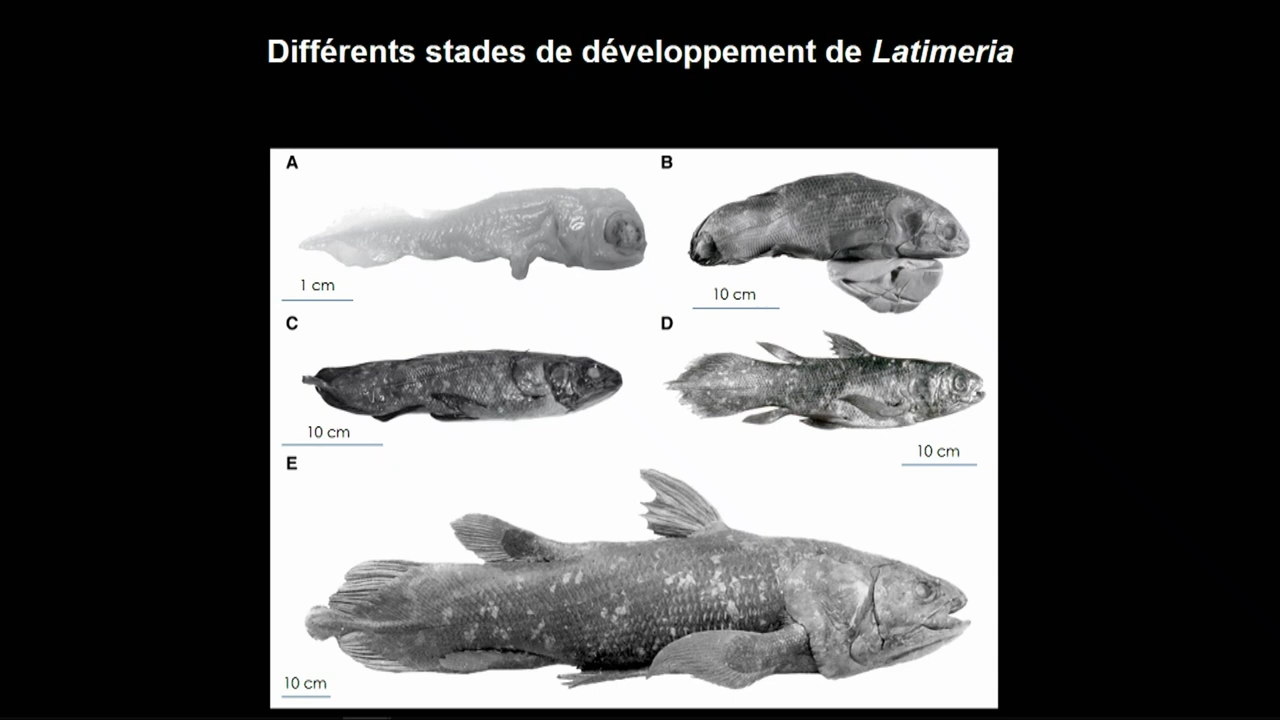 Différents stades de développement de Latimeria
A
B
1 cm
10 cm
C
D
10 cm
10 cm
E
10 cm